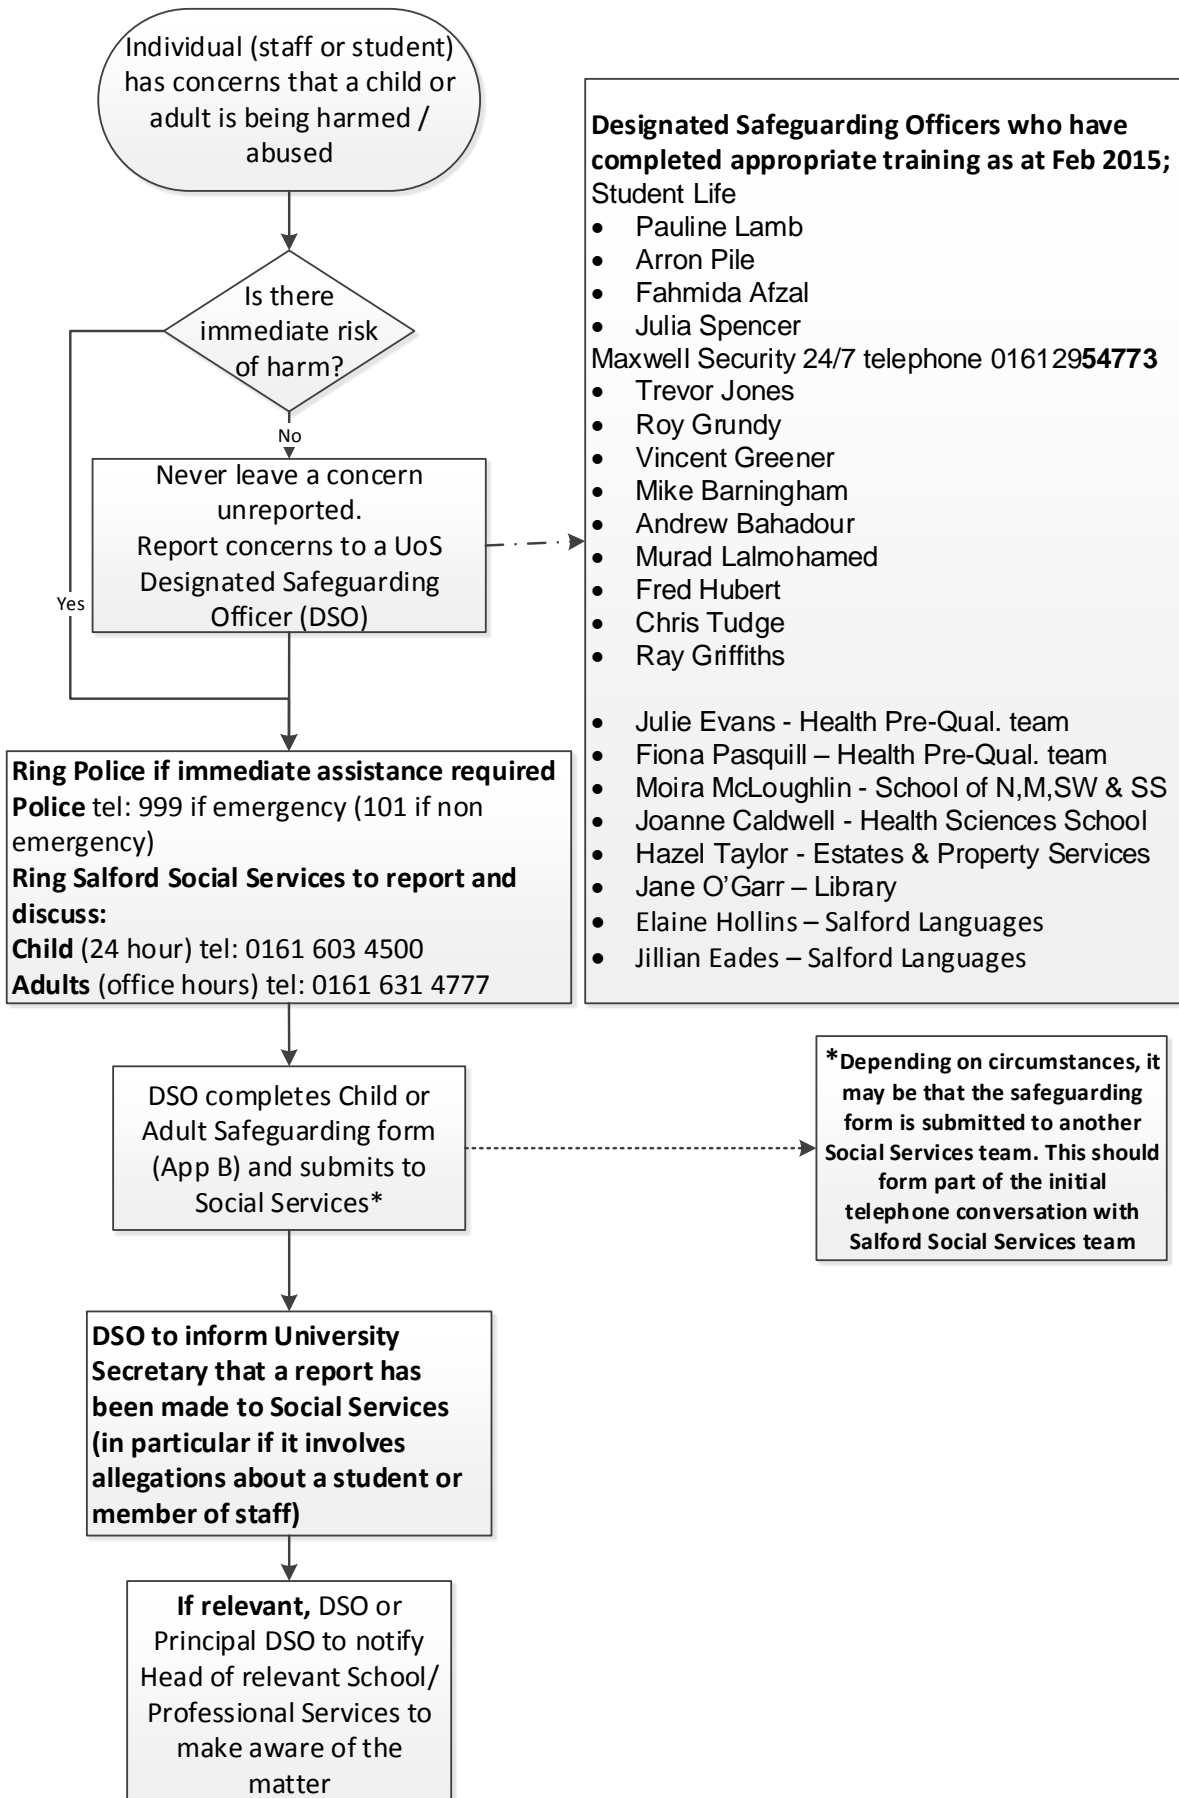 Individual (staff or student)
has concerns that a child or
adult is being harmed /
abused
Is there
immediate risk
of harm?
No
Yes
Never leave a concern
unreported.
Report concerns to a UoS
Designated Safeguarding
Officer (DSO)
Designated Safeguarding Officers who have
completed appropriate training as at Feb 2015;
Student Life
• Pauline Lamb
• Arron Pile
• Fahmida Afzal
• Julia Spencer
Maxwell Security 24/7 telephone 01612954773
• Trevor Jones
• Roy Grundy
• Vincent Greener
• Mike Barningham
• Andrew Bahadour
• Murad Lalmohamed
• Fred Hubert
• Chris Tudge
• Ray Griffiths
• Julie Evans - Health Pre-Qual. team
• Fiona Pasquill – Health Pre-Qual. team
• Moira McLoughlin - School of N,M,SW & SS
• Joanne Caldwell - Health Sciences School
• Hazel Taylor - Estates & Property Services
• Jane O’Garr – Library
• Elaine Hollins – Salford Languages
• Jillian Eades – Salford Languages
Ring Police if immediate assistance required
Police tel: 999 if emergency (101 if non
emergency)
Ring Salford Social Services to report and
discuss:
Child (24 hour) tel: 0161 603 4500
Adults (office hours) tel: 0161 631 4777
DSO completes Child or
Adult Safeguarding form
(App B) and submits to
Social Services*
*Depending on circumstances, it
may be that the safeguarding
form is submitted to another
Social Services team. This should
form part of the initial
telephone conversation with
Salford Social Services team
DSO to inform University
Secretary that a report has
been made to Social Services
(in particular if it involves
allegations about a student or
member of staff)
If relevant, DSO or
Principal DSO to notify
Head of relevant School/
Professional Services to
make aware of the
matter